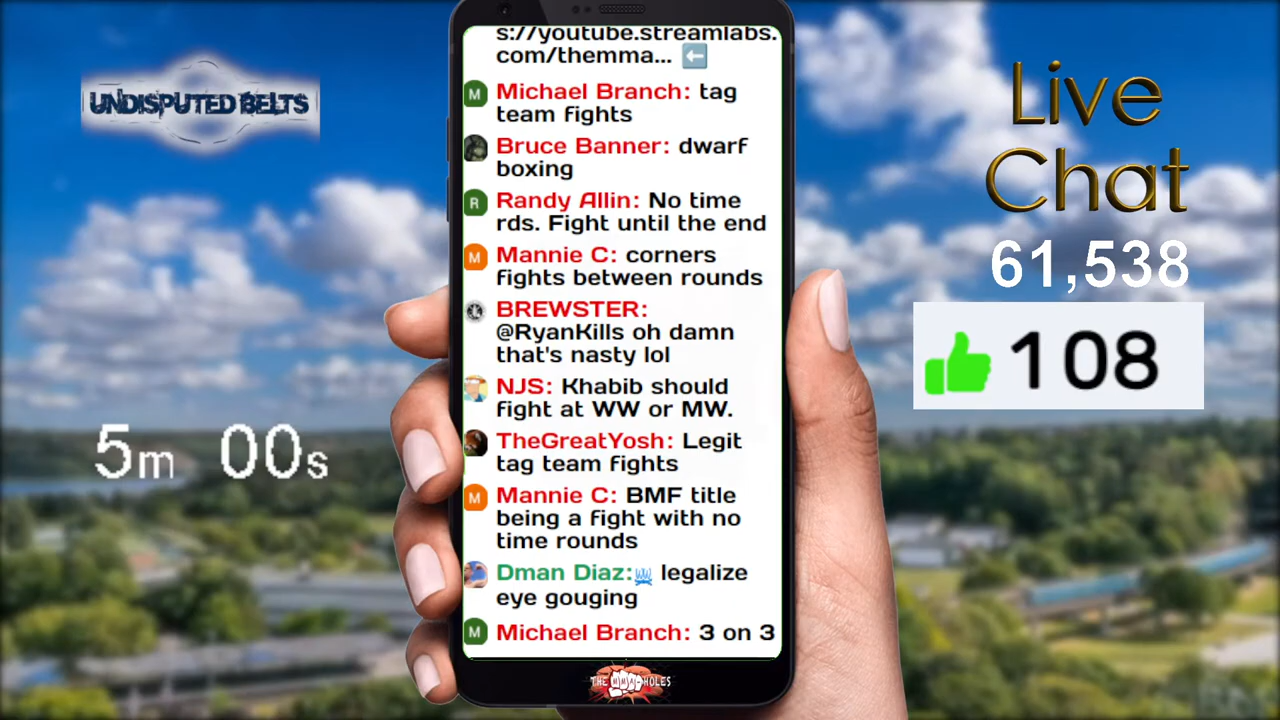 UNDISPUTED BELTS
5m 00s
s://youtube.streamlabs.
com/themma... ⬅
M Michael Branch: tag
team fights
Bruce Banner: dwarf
boxing
R Randy Allin: No time
rds. Fight until the end
M Mannie C: corners
fights between rounds
BREWSTER:
@RyanKills oh damn
that's nasty lol
NJS: Khabib should
fight at WW or MW.
TheGreatYosh: Legit
tag team fights
M Mannie C: BMF title
being a fight with no
time rounds
Dman Diaz: legalize
eye gouging
M Michael Branch: 3 on 3
THE MMA-HOLES
Live
Chat
61,538
108